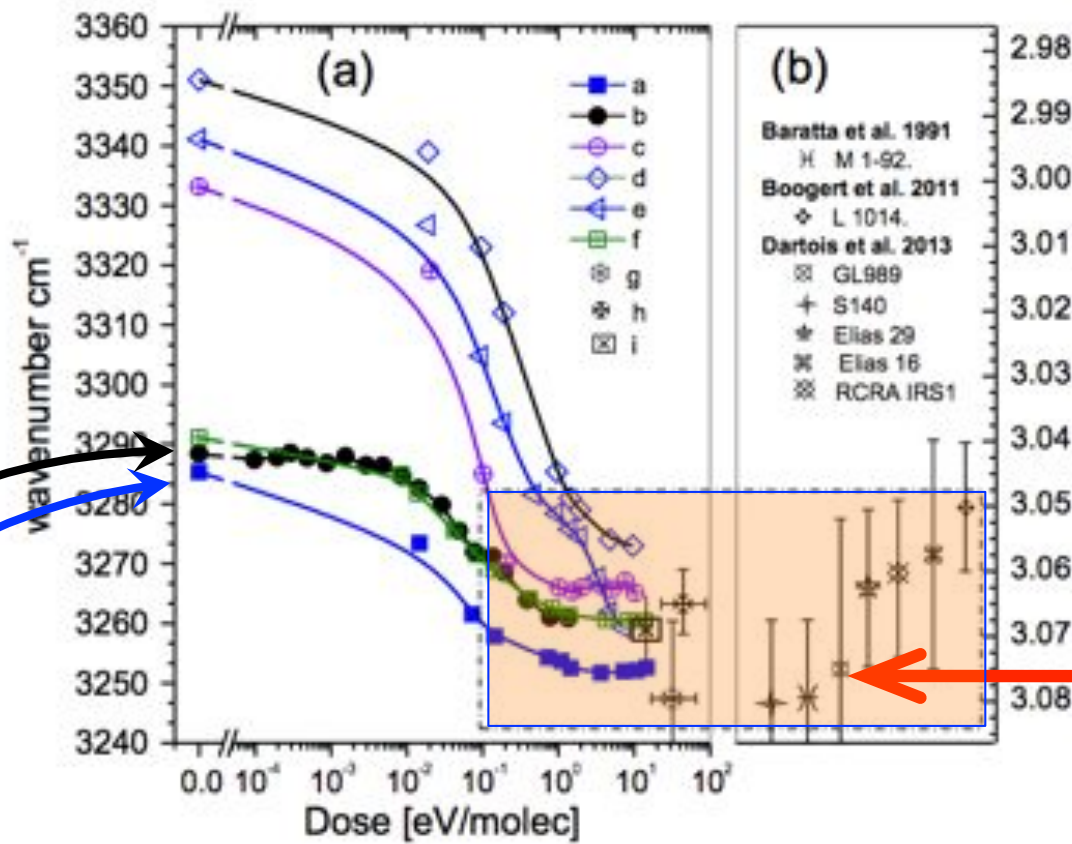 wavenumber cm-1
3360
3350
3340
3330
3320
3310
3300
3290
3280
3270
3260
3250
3240
(a)
a
b
c
d
e
f
g
h
i
0.0 10-4 10-3 10-2 10-1 100 101 102
Dose [eV/molec]
(b)
Baratta et al. 1991
M 1-92.
Boogert et al. 2011
L 1014.
Dartois et al. 2013
GL989
S140
Elias 29
Elias 16
RCRA IRS1
2.98
2.99
3.00
3.01
3.02
3.03
3.04
3.05
3.06
3.07
3.08